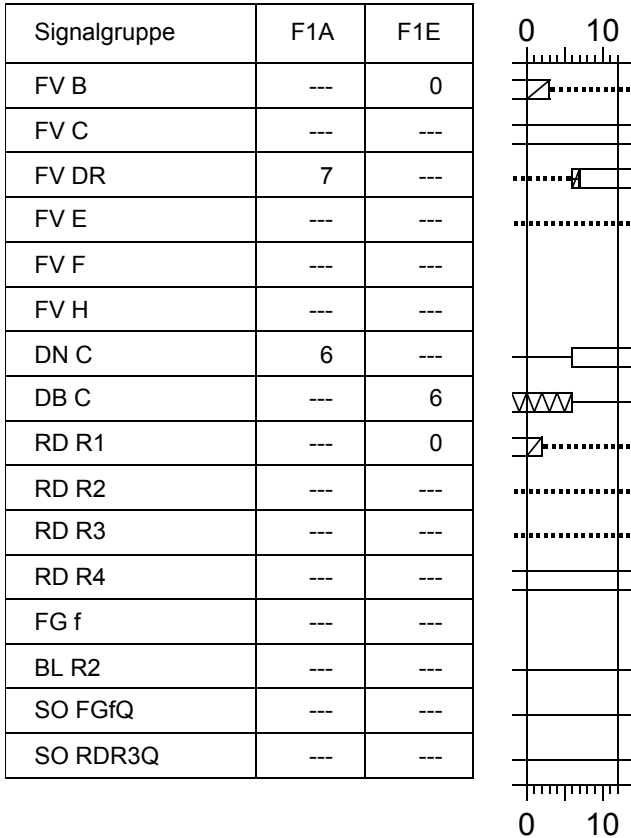 Signalgruppe F1A F1E 0 10
FV B --- 0
FV C --- ---
FV DR 7 ---
FV E --- ---
FV F --- ---
FV H --- ---
DN C 6 ---
DB C --- 6
RD R1 --- 0
RD R2 --- ---
RD R3 --- ---
RD R4 --- ---
FG f --- ---
BL R2 --- ---
SO FGfQ --- ---
SO RDR3Q --- ---
0 10